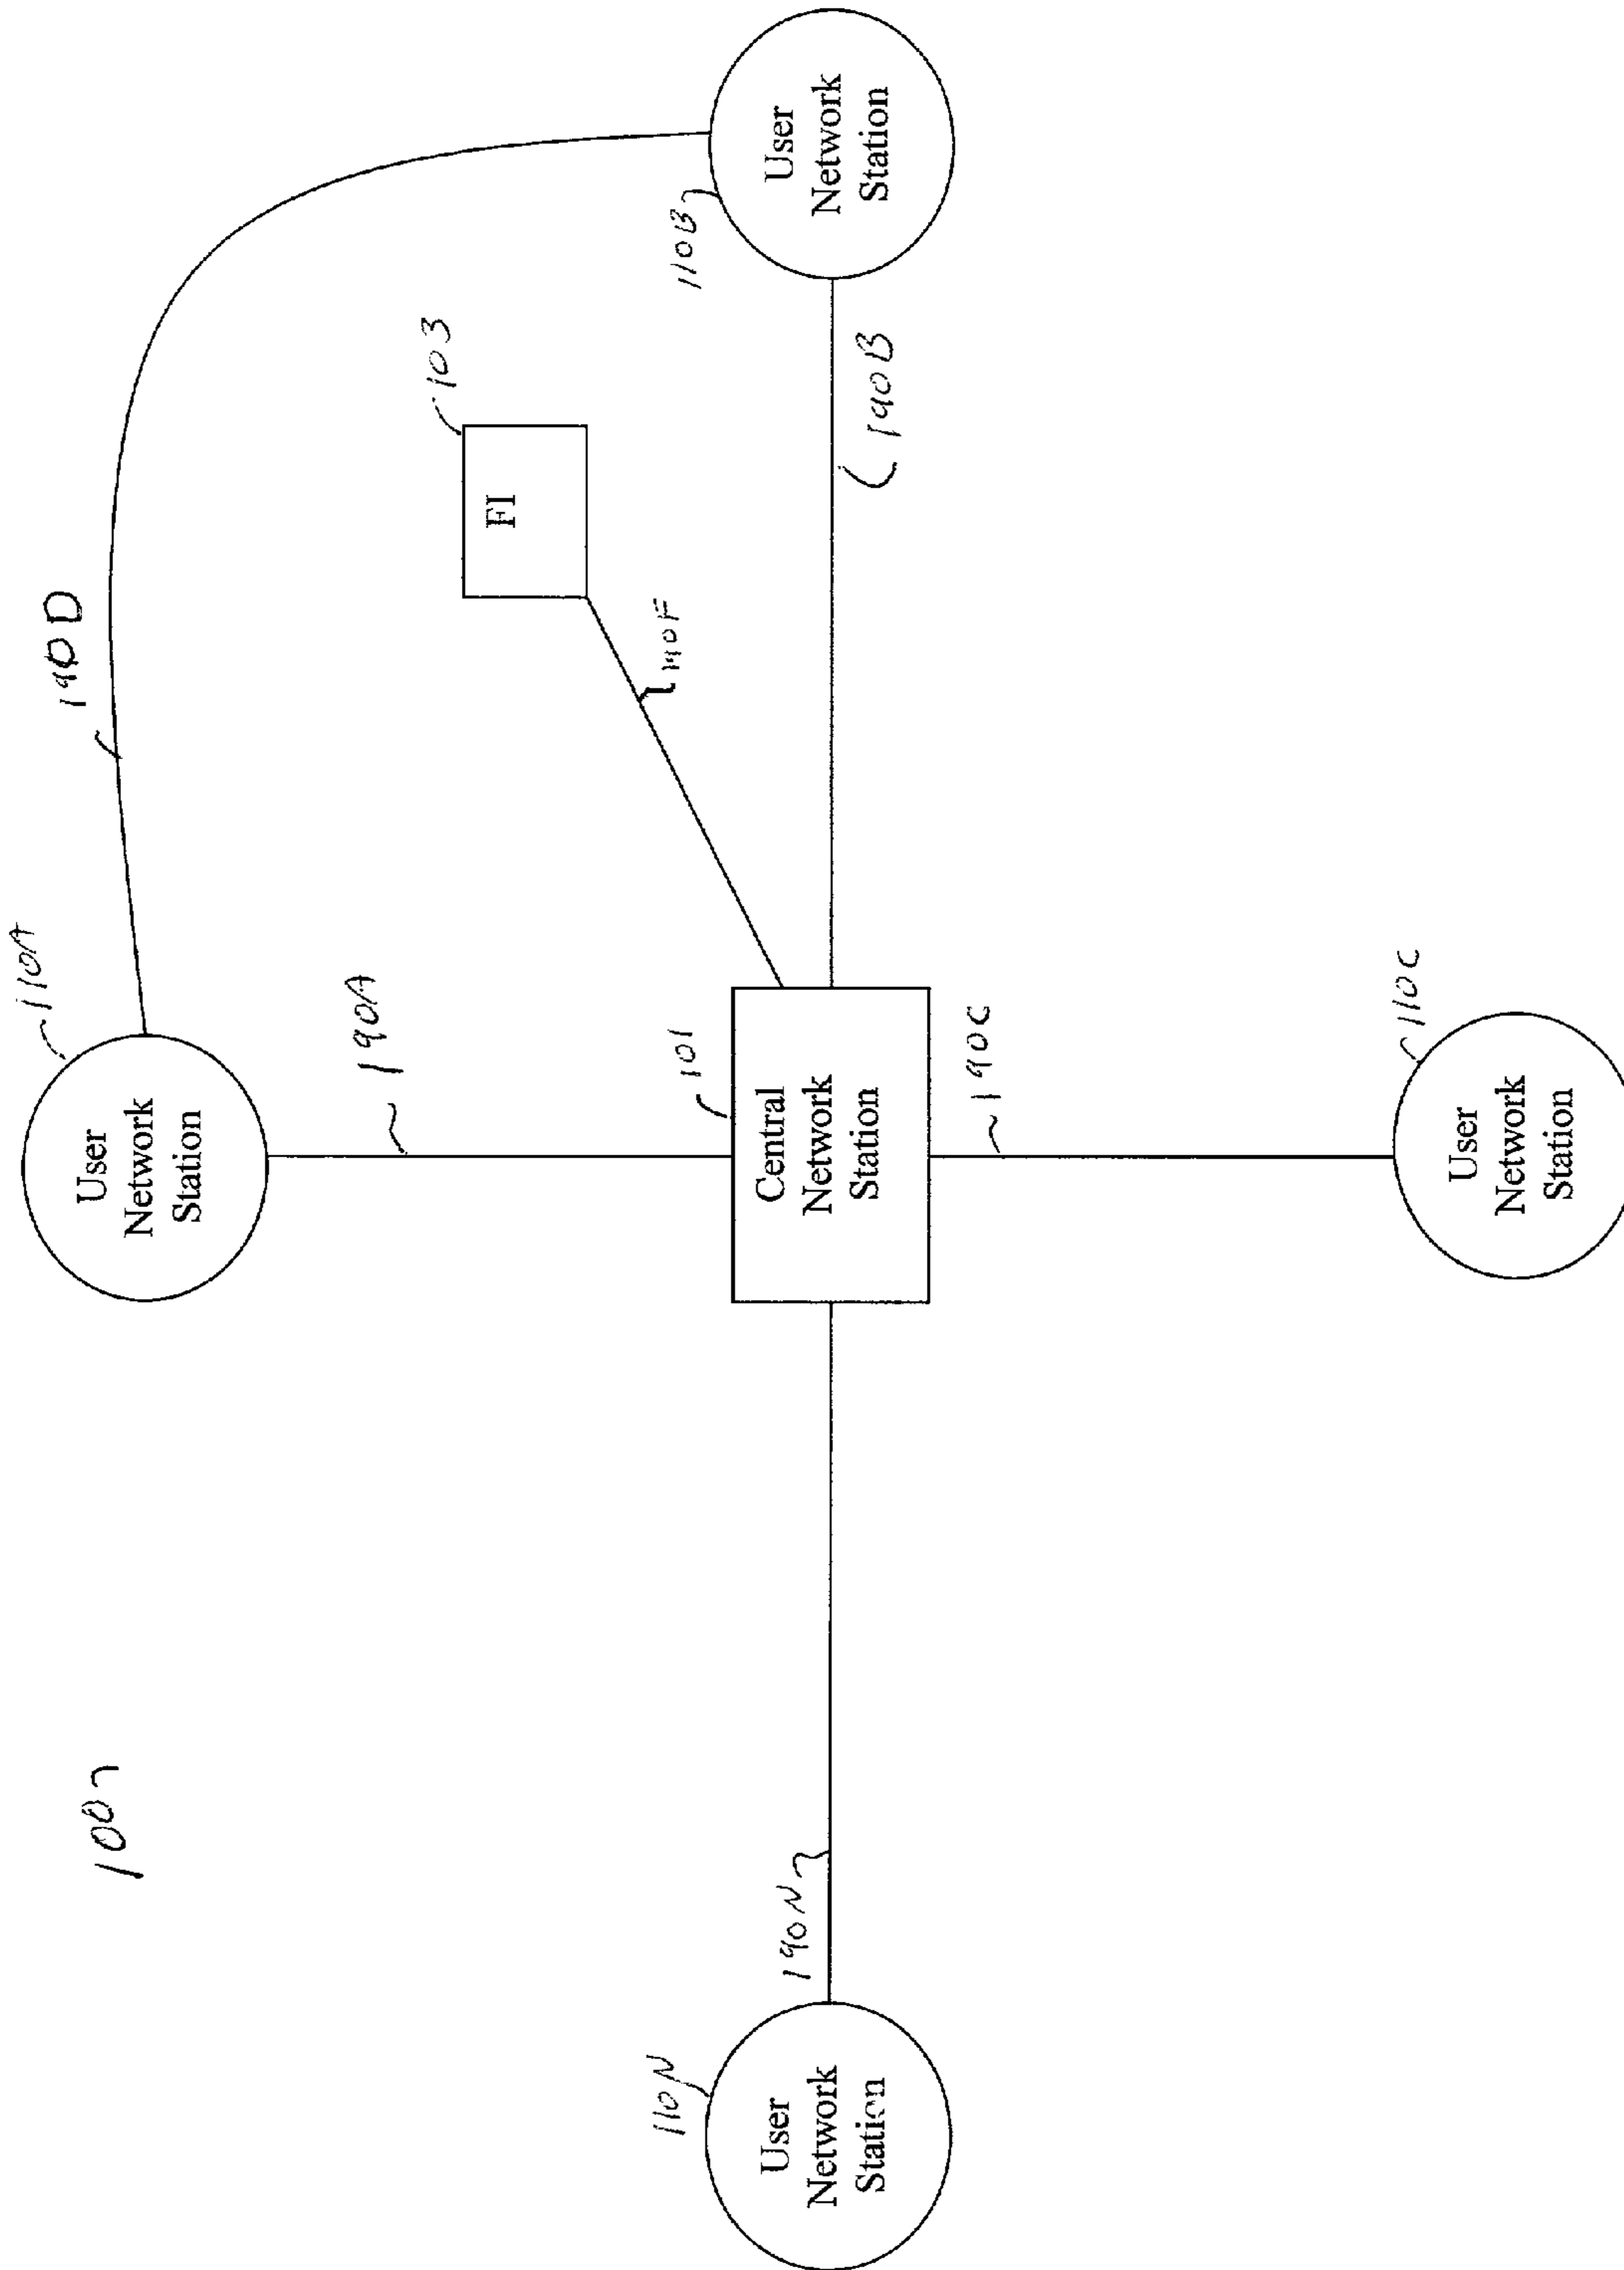 110A
190D
100
User
Network
Station
190A
103
FI
190F
110N
101
110B
User
Network
Station
Central
Network
Station
User
Network
Station
190N
190B
190C
110C
User
Network
Station